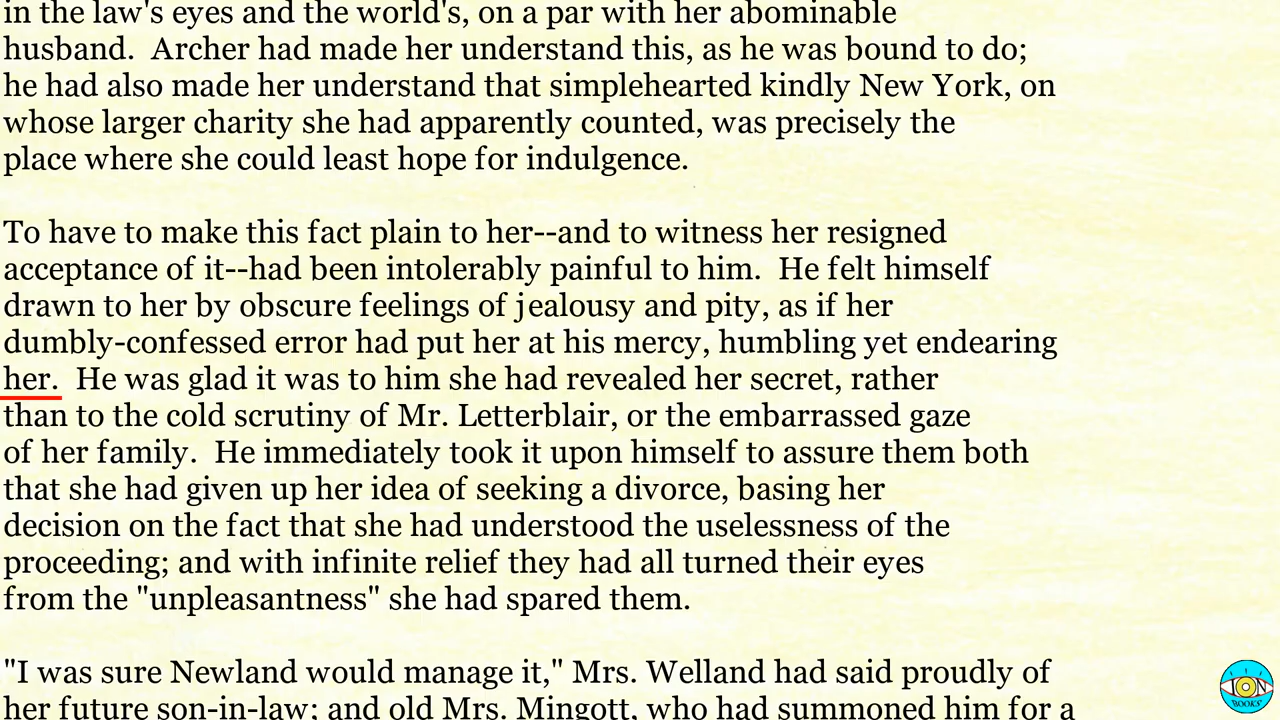 in the law's eyes and the world's, on a par with her abominable
husband.  Archer had made her understand this, as he was bound to do;
he had also made her understand that simplehearted kindly New York, on
whose larger charity she had apparently counted, was precisely the
place where she could least hope for indulgence.
To have to make this fact plain to her--and to witness her resigned
acceptance of it--had been intolerably painful to him.  He felt himself
drawn to her by obscure feelings of jealousy and pity, as if her
dumbly-confessed error had put her at his mercy, humbling yet endearing
her.  He was glad it was to him she had revealed her secret, rather
than to the cold scrutiny of Mr. Letterblair, or the embarrassed gaze
of her family.  He immediately took it upon himself to assure them both
that she had given up her idea of seeking a divorce, basing her
decision on the fact that she had understood the uselessness of the
proceeding; and with infinite relief they had all turned their eyes
from the "unpleasantness" she had spared them.
"I was sure Newland would manage it," Mrs. Welland had said proudly of
her future son-in-law; and old Mrs. Mingott, who had summoned him for a
ION
BOOKS